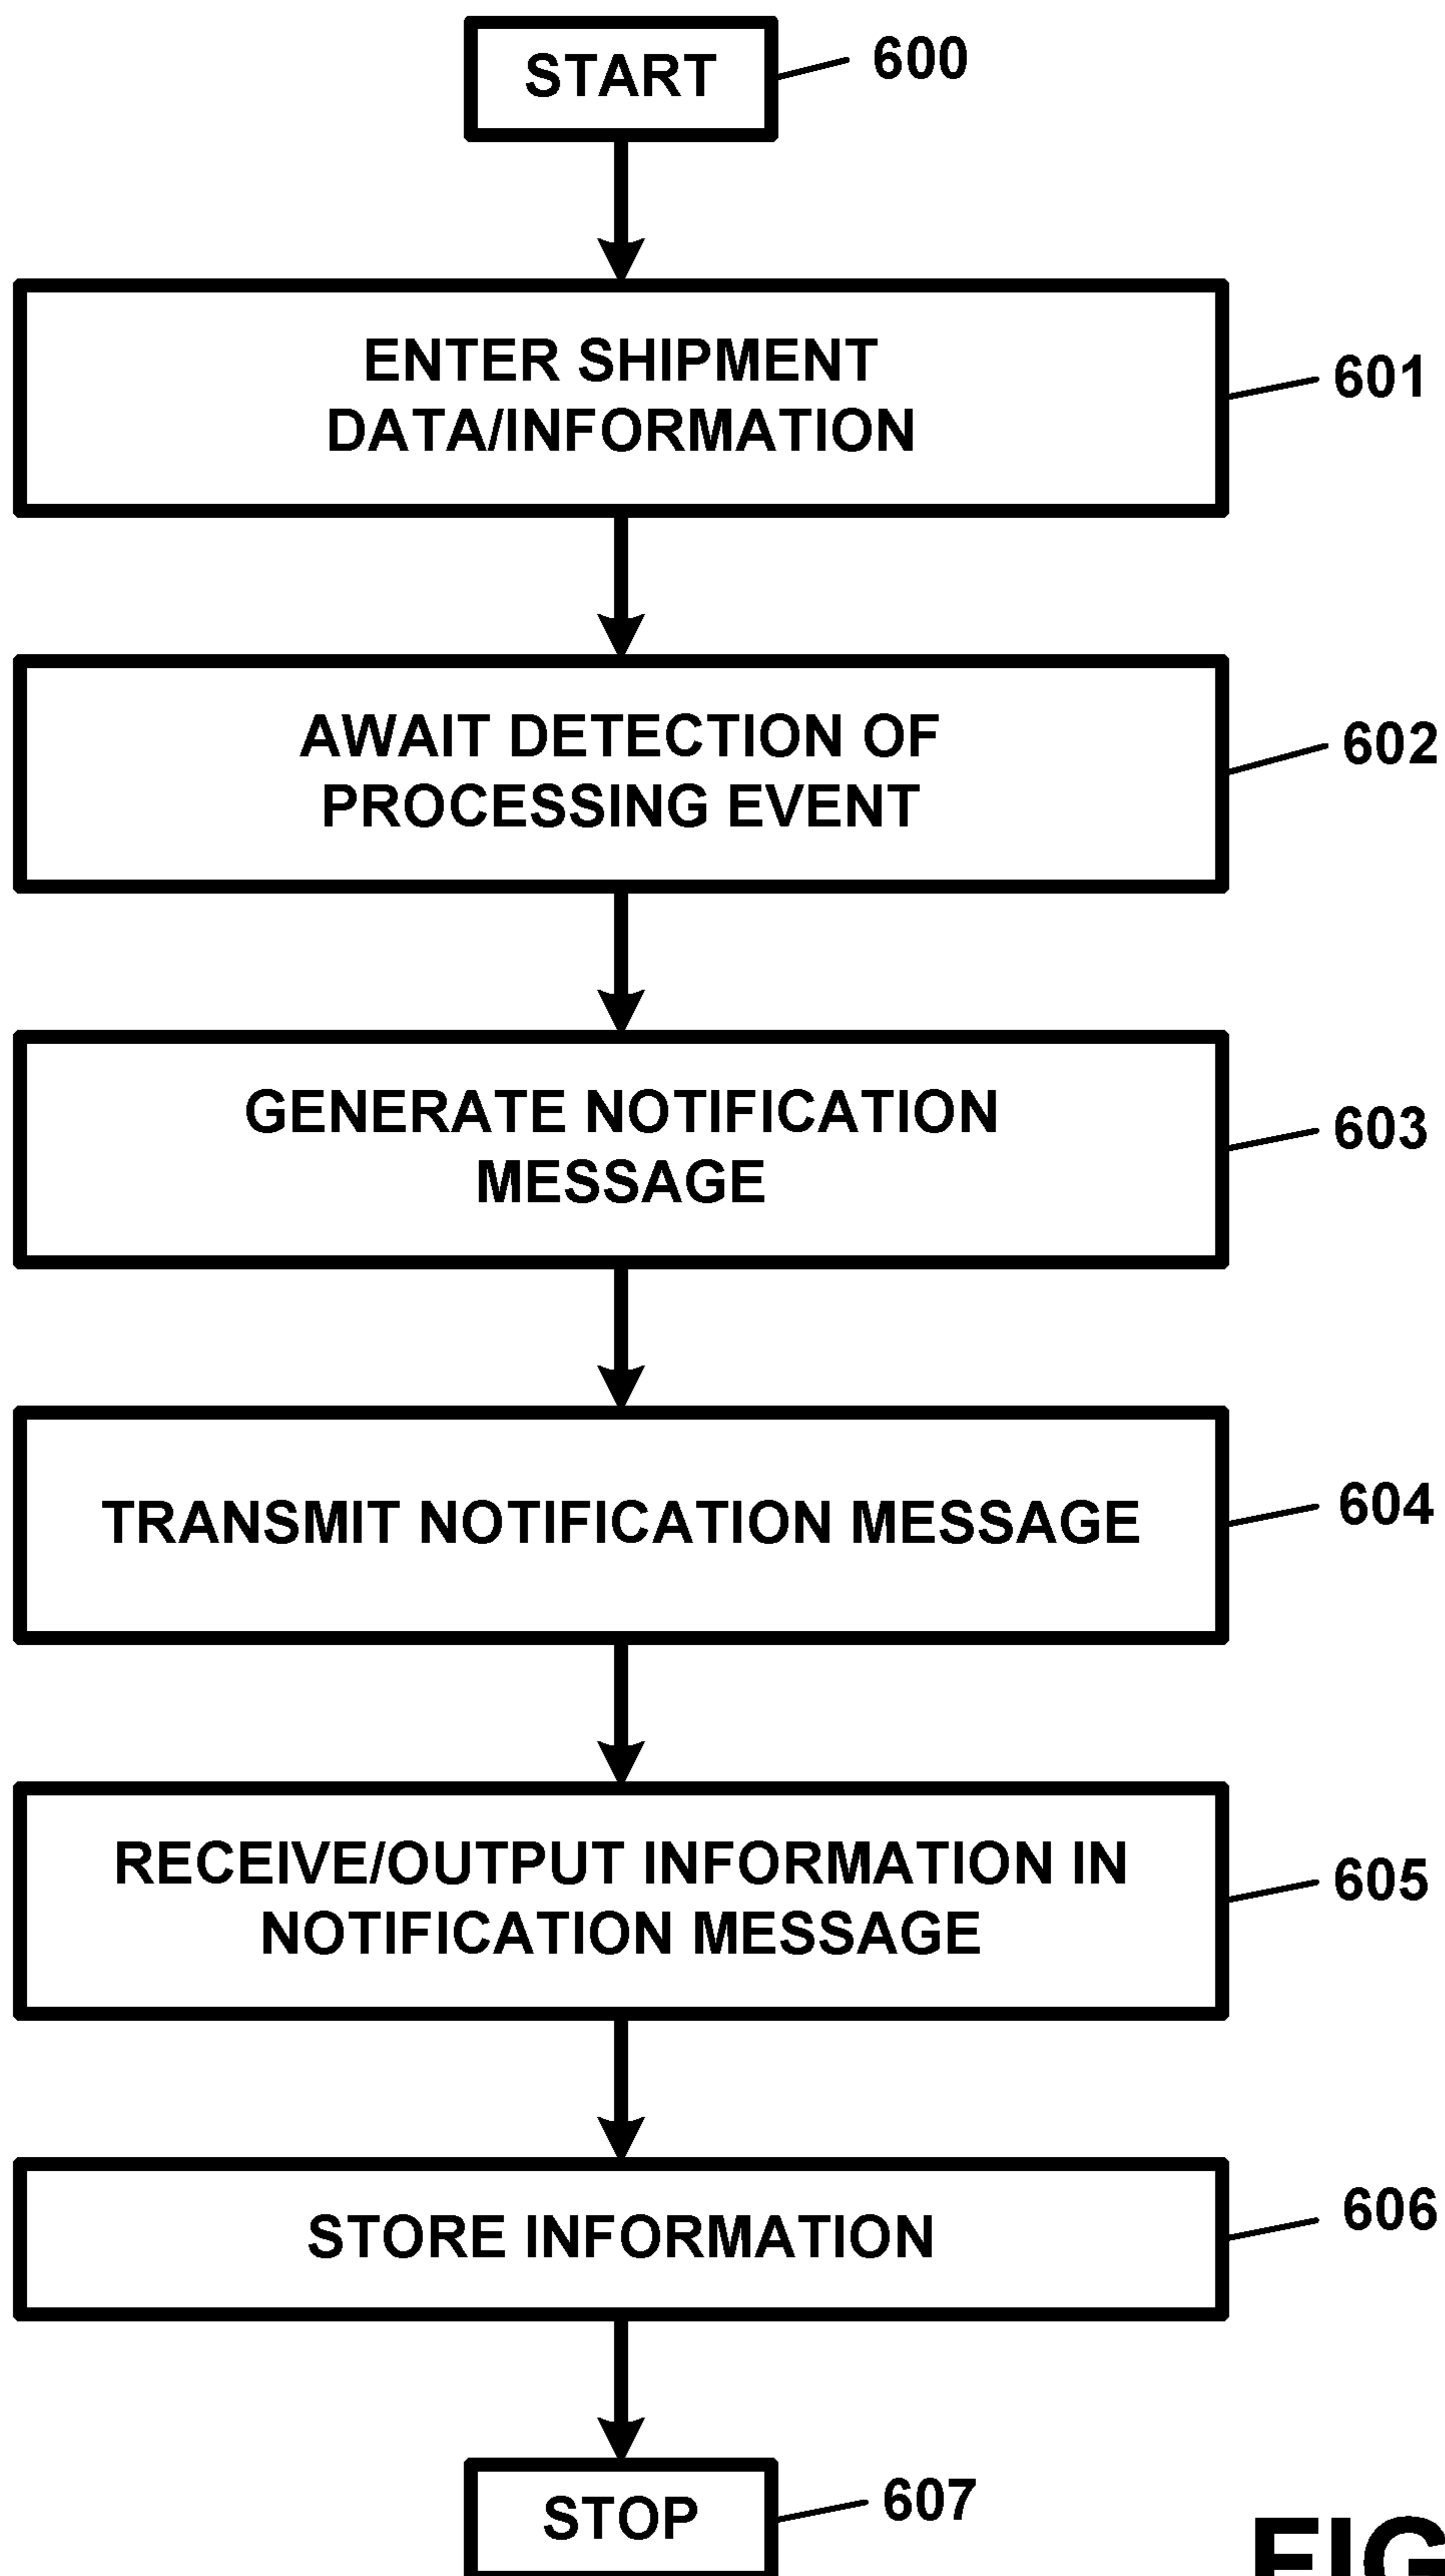 START
600
ENTER SHIPMENT
DATA/INFORMATION
601
AWAIT DETECTION OF
PROCESSING EVENT
602
GENERATE NOTIFICATION
MESSAGE
603
TRANSMIT NOTIFICATION MESSAGE
604
RECEIVE/OUTPUT INFORMATION IN
NOTIFICATION MESSAGE
605
STORE INFORMATION
606
STOP
607
FIG